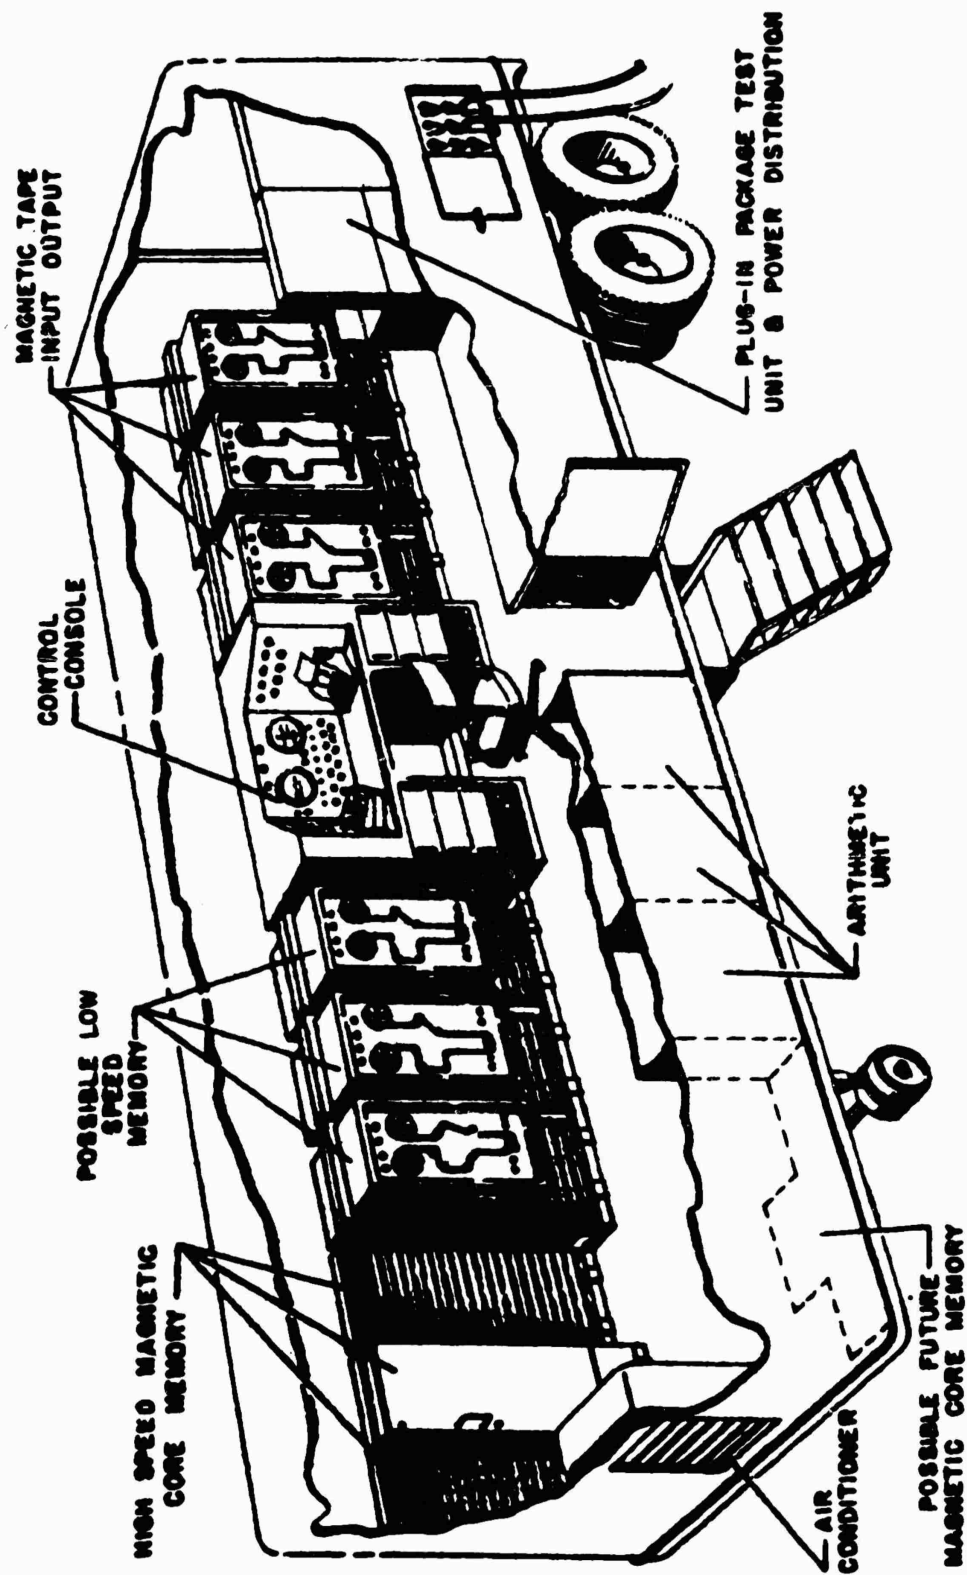 HIGH SPEED MAGNETIC
CORE MEMORY
POSSIBLE LOW
SPEED
MEMORY
CONTROL
CONSOLE
MAGNETIC TAPE
INPUT OUTPUT
AIR
CONDITIONER
POSSIBLE FUTURE
MAGNETIC CORE MEMORY
ARITHMETIC
UNIT
PLUG-IN PACKAGE TEST
UNIT & POWER DISTRIBUTION